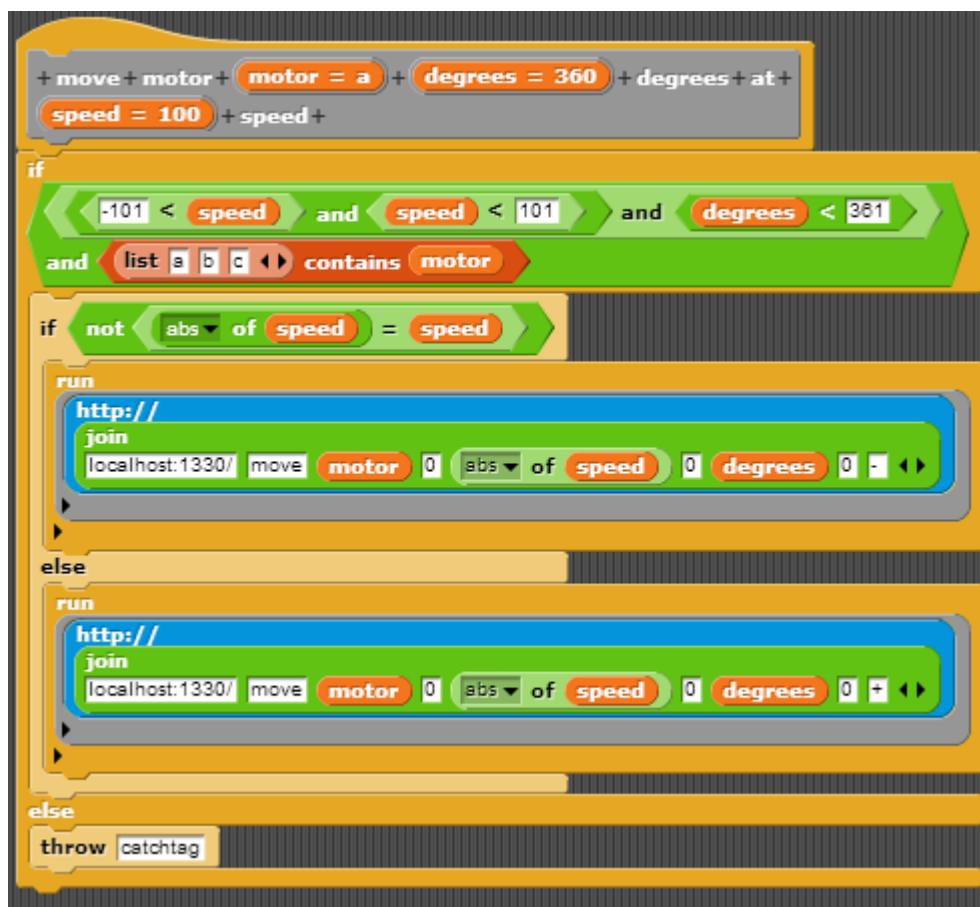 + move + motor + motor = a + degrees = 360 + degrees + at +
speed = 100 + speed +
if
-101 < speed and speed < 101 and degrees < 361
and list a b c contains motor
if not abs of speed = speed
run
http://
join
localhost:1330/ move motor 0 abs of speed 0 degrees 0 -
else
run
http://
join
localhost:1330/ move motor 0 abs of speed 0 degrees 0 +
else
throw catchtag